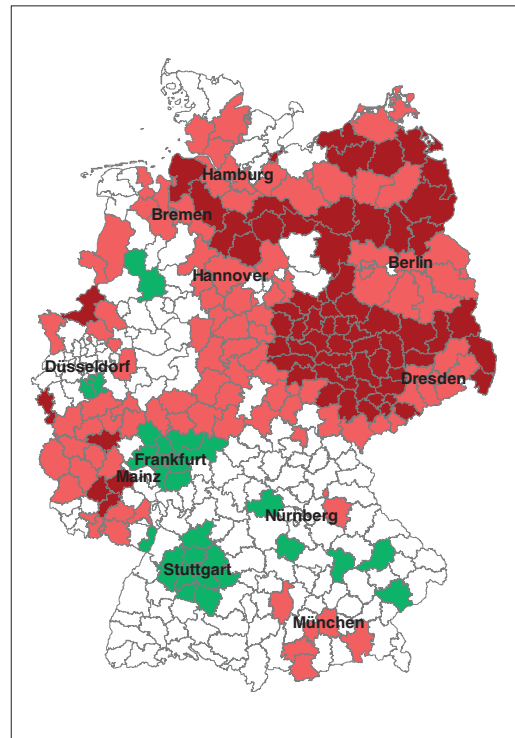 Hamburg
Bremen
Berlin
Hannover
Düsseldorf
Dresden
Frankfurt
Mainz
Nürnberg
Stuttgart
München